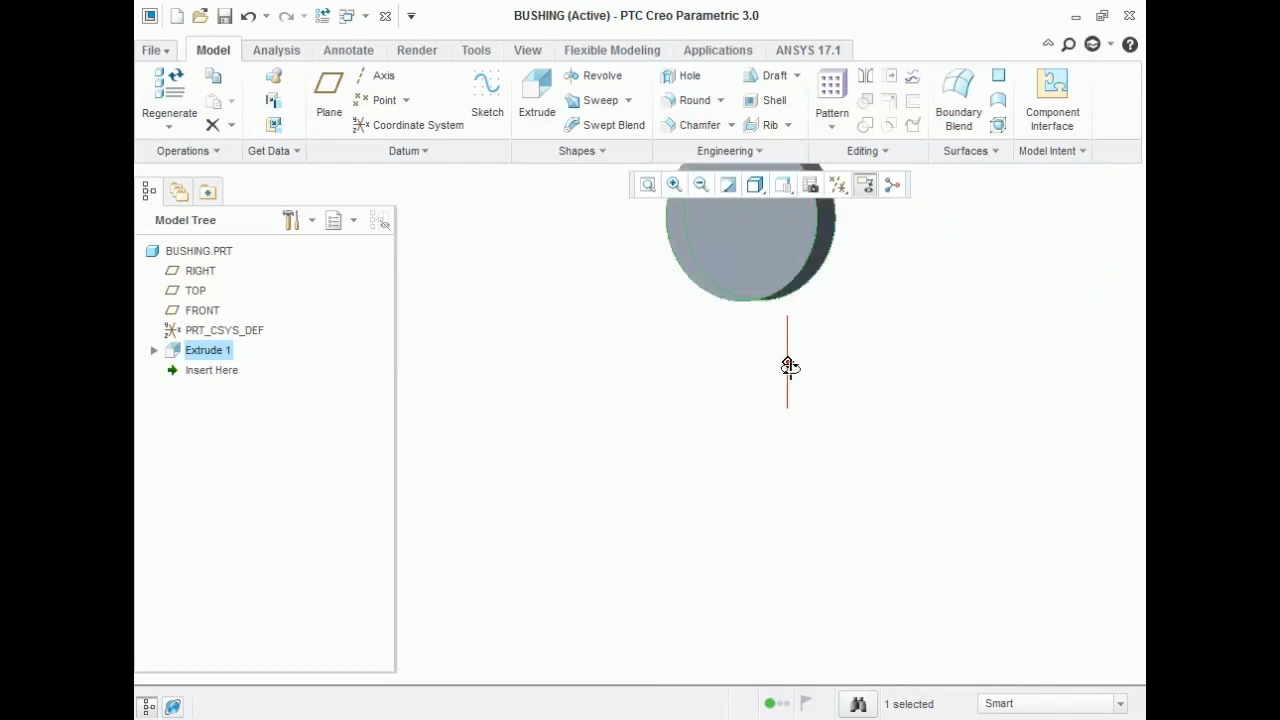 BUSHING (Active) - PTC Creo Parametric 3.0
File Model Analysis Annotate Render Tools View Flexible Modeling Applications ANSYS 17.1
Regenerate
Operations
Get Data
Plane
Axis
Point
Coordinate System
Sketch
Datum
Extrude
Revolve
Sweep
Swept Blend
Shapes
Hole
Round
Chamfer
Draft
Shell
Rib
Engineering
Pattern
Editing
Boundary
Blend
Surfaces
Component
Interface
Model Intent
Model Tree
BUSHING.PRT
RIGHT
TOP
FRONT
PRT_CSYS_DEF
Extrude 1
Insert Here
1 selected
Smart